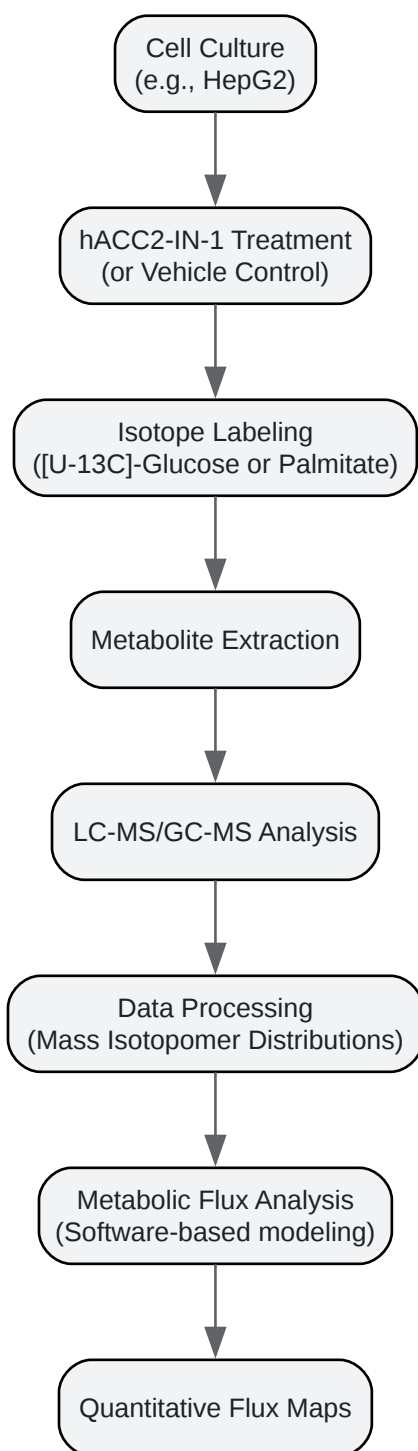 Cell Culture
(e.g., HepG2)
hACC2-IN-1 Treatment
(or Vehicle Control)
Isotope Labeling
([U-13C]-Glucose or Palmitate)
Metabolite Extraction
LC-MS/GC-MS Analysis
Data Processing
(Mass Isotopomer Distributions)
Metabolic Flux Analysis
(Software-based modeling)
Quantitative Flux Maps